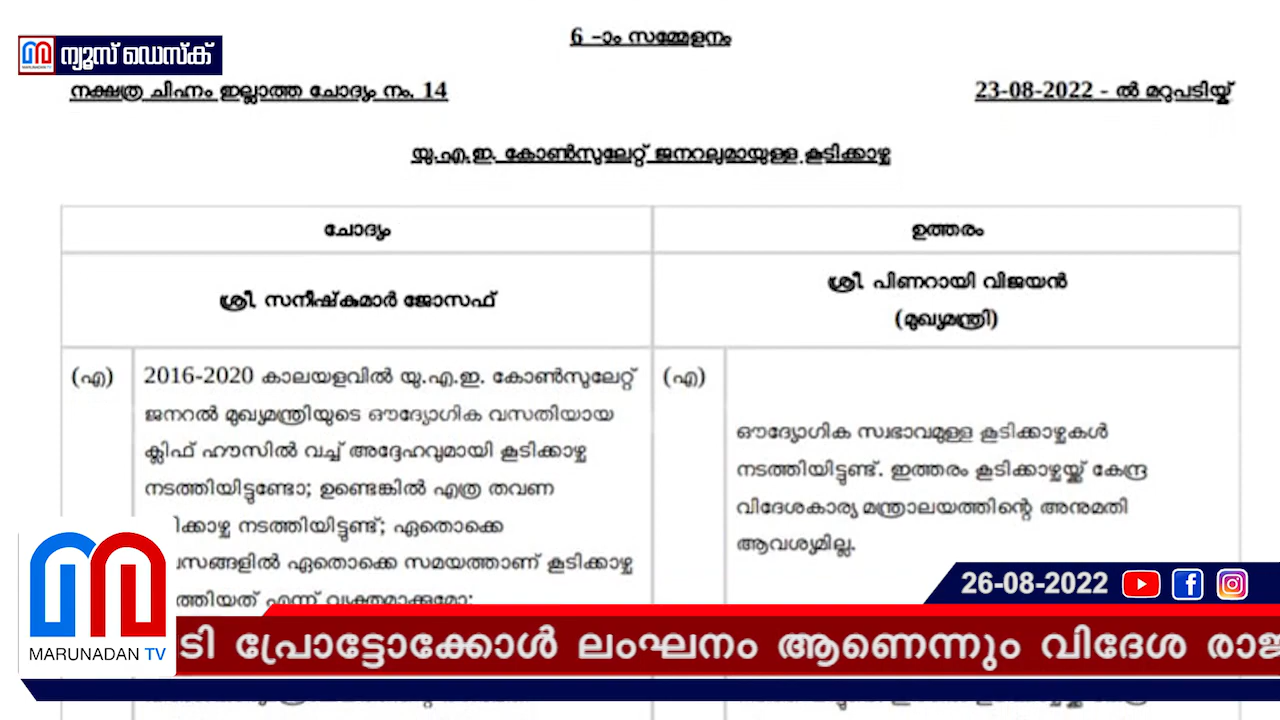 6 -ാം സമ്മേളനം
ന്യൂസ് ഡെസ്ക്
MARUNADAN TV
നക്ഷത്ര ചിഹ്നം ഇല്ലാത്ത ചോദ്യം നം. 14
23-08-2022 - ൽ മറുപടിയ്ക്ക്
യു.എ.ഇ. കോൺസുലേറ്റ് ജനറലുമായുള്ള കൂടിക്കാഴ്ച
ചോദ്യം
ഉത്തരം
ശ്രീ. സനീഷ്കുമാർ ജോസഫ്
ശ്രീ. പിണറായി വിജയൻ
(മുഖ്യമന്ത്രി)
(എ)
2016-2020 കാലയളവിൽ യു.എ.ഇ. കോൺസുലേറ്റ്
ജനറൽ മുഖ്യമന്ത്രിയുടെ ഔദ്യോഗിക വസതിയായ
ക്ലിഫ് ഹൗസിൽ വച്ച് അദ്ദേഹവുമായി കൂടിക്കാഴ്ച
നടത്തിയിട്ടുണ്ടോ; ഉണ്ടെങ്കിൽ എത്ര തവണ
ിക്കാഴ്ച നടത്തിയിട്ടുണ്ട്; ഏതൊക്കെ
സങ്ങളിൽ ഏതൊക്കെ സമയത്താണ് കൂടിക്കാഴ്ച
ത്തിയത് എന്ന് വ്യക്തമാക്കുമോ;
(എ)
ഔദ്യോഗിക സ്വഭാവമുള്ള കൂടിക്കാഴ്ചകൾ
നടത്തിയിട്ടുണ്ട്. ഇത്തരം കൂടിക്കാഴ്ചയ്ക്ക് കേന്ദ്ര
വിദേശകാര്യ മന്ത്രാലയത്തിന്റെ അനുമതി
ആവശ്യമില്ല.
26-08-2022
MARUNADAN TV
ടി പ്രോട്ടോക്കോൾ ലംഘനം ആണെന്നും വിദേശ രാജ